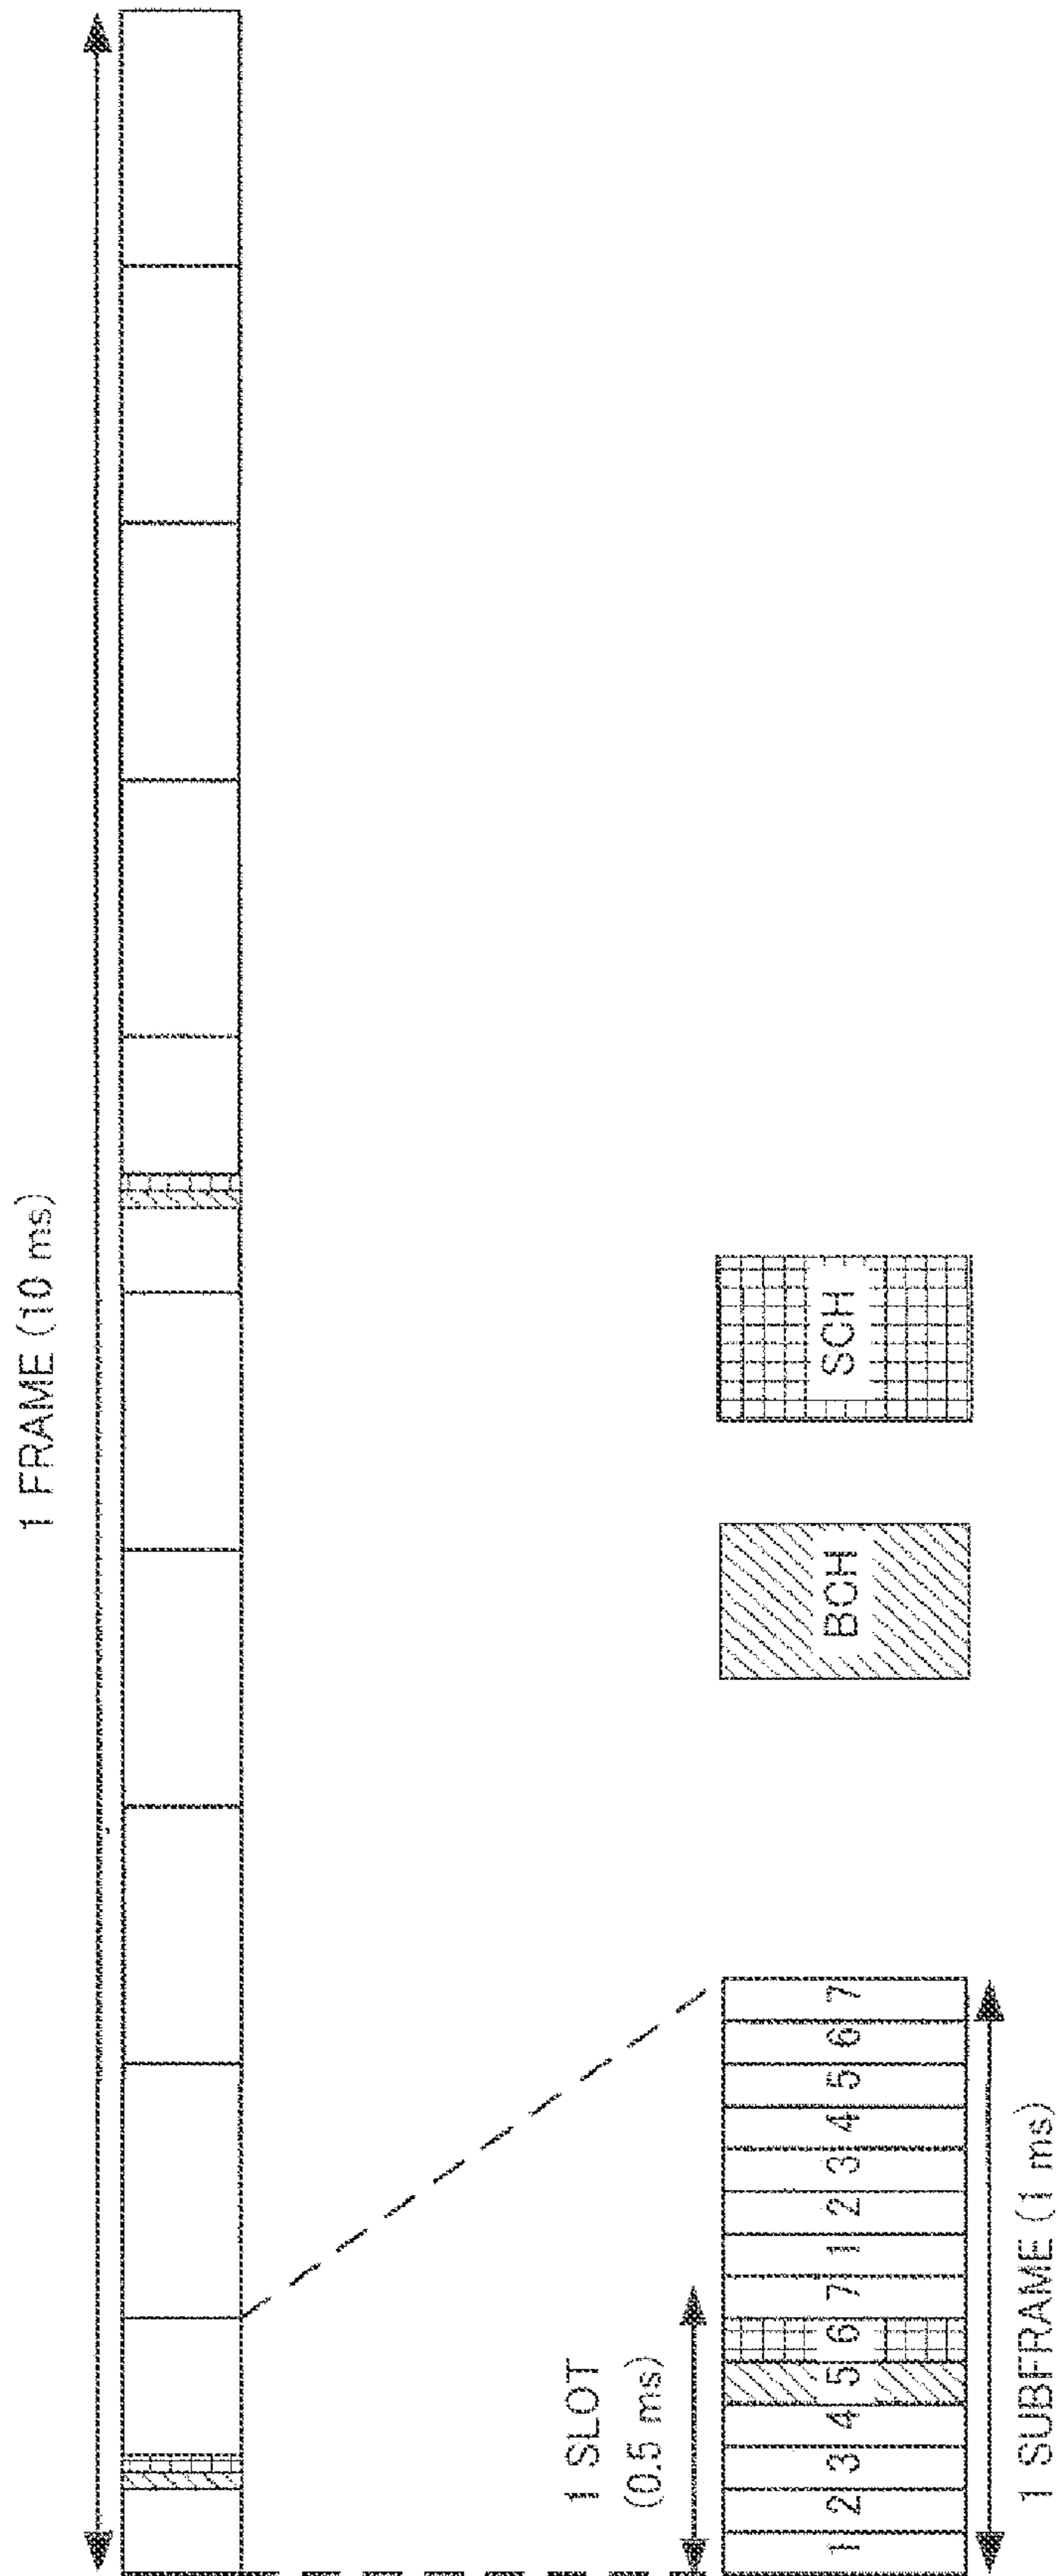 1 FRAME (10 ms)
1 SLOT
(0.5 ms)
1 2 3 4 5 6 7 1 2 3 4 5 6 7
BCH
SCH
1 SUBFRAME (1 ms)